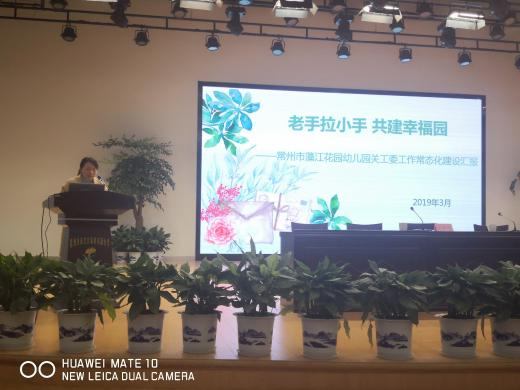 老手拉小手 共建幸福园
常州市蒲江花园幼儿园关工委工作常态化建设汇报
2019年3月
HUAWEI MATE 10
NEW LEICA DUAL CAMERA